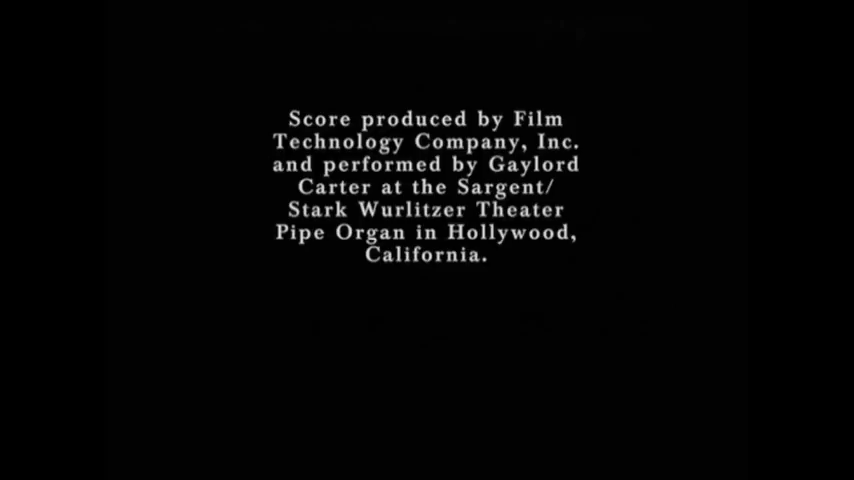 Score produced by Film
Technology Company, Inc.
and performed by Gaylord
Carter at the Sargent/
Stark Wurlitzer Theater
Pipe Organ in Hollywood,
California.